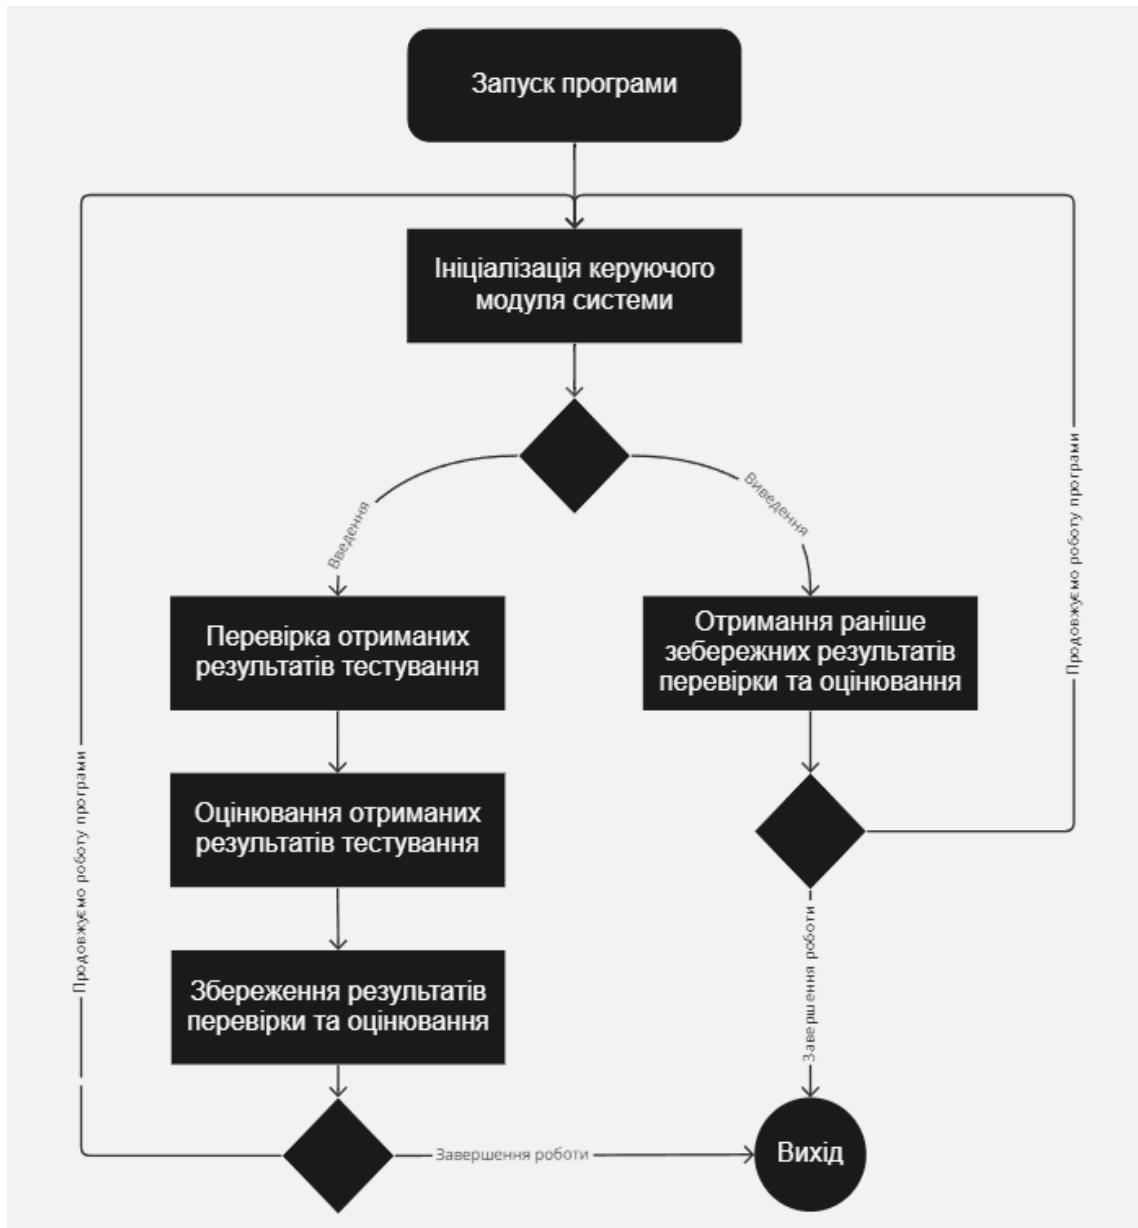 Запуск програми
Ініціалізація керуючого
модуля системи
Введення
Виведення
Перевірка отриманих
результатів тестування
Отримання раніше
зебережних результатів
перевірки та оцінювання
Продовжуємо роботу програми
Оцінювання отриманих
результатів тестування
Продовжуємо роботу програми
Збереження результатів
перевірки та оцінювання
Завершення роботи
Завершення роботи
Вихід